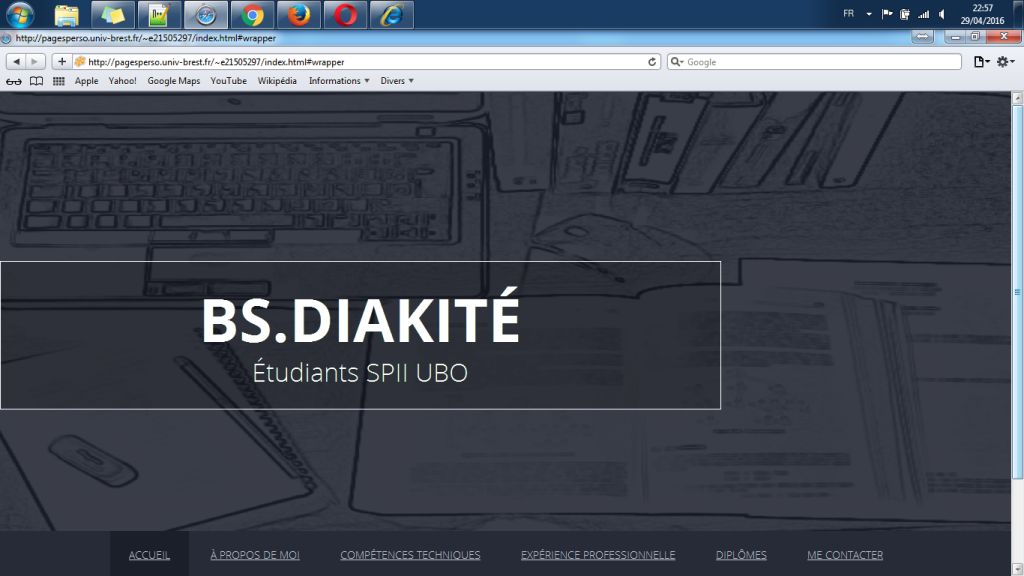 FR
22:57
29/04/2016
http://pagesperso.univ-brest.fr/~e21505297/index.html#wrapper
http://pagesperso.univ-brest.fr/~e21505297/index.html#wrapper
Google
Apple Yahoo! Google Maps YouTube Wikipédia Informations Divers
BS.DIAKITÉ
Étudiants SPII UBO
ACCUEIL À PROPOS DE MOI COMPÉTENCES TECHNIQUES EXPÉRIENCE PROFESSIONNELLE DIPLÔMES ME CONTACTER